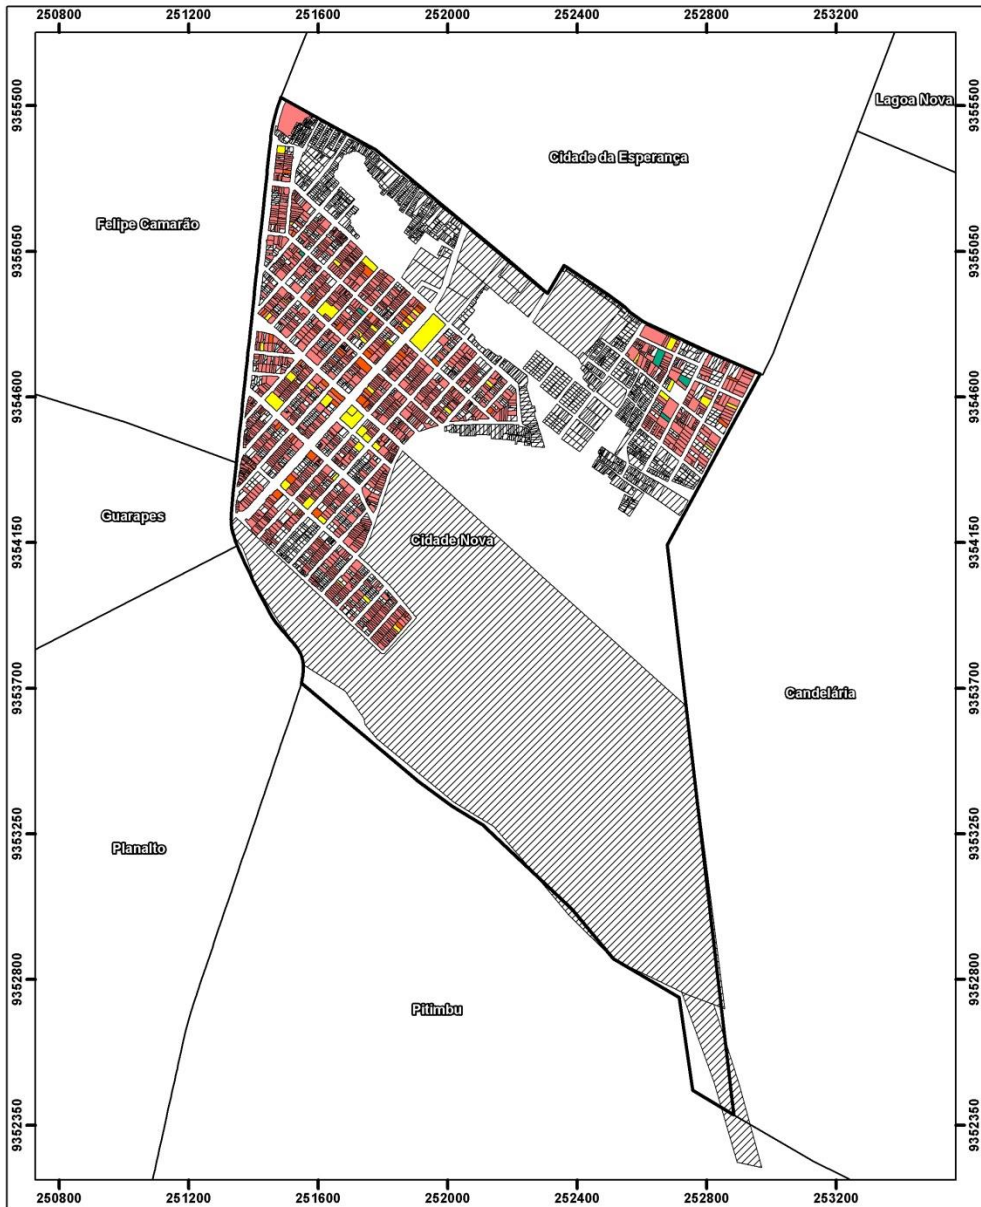 250800 251200 251600 252000 252400 252800 253200
9355500 9355500
Lagoa Nova
Cidade da Esperança
Felipe Camarão
9355050 9355050
9354600 9354600
Guarapes
Cidade Nova
9354150 9354150
Candelária
9353700 9353700
9353250 9353250
Planalto
9352800 9352800
Pitimbu
9352350 9352350
250800 251200 251600 252000 252400 252800 253200